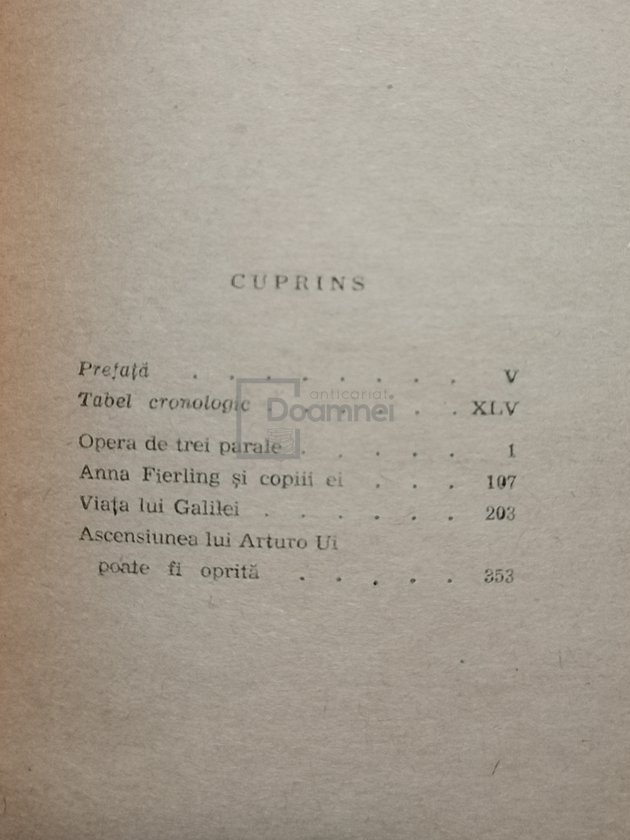 CUPRINS
Prefață . . . . . . . . V
Tabel cronologic . . . . XLV
anticariat
Doamnei
Opera de trei parale . . . . . 1
Anna Fierling și copiii ei . . . 107
Viața lui Galilei . . . . . . 203
Ascensiunea lui Arturo Ui
poate fi oprită . . . . . 353